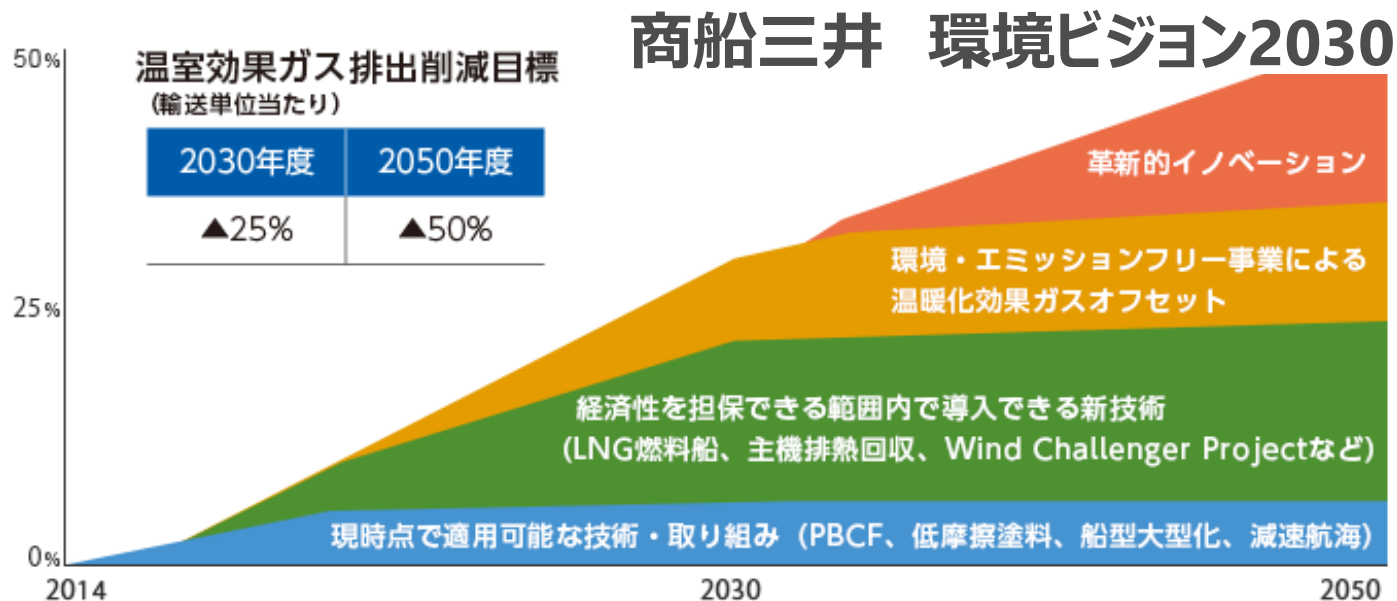 商船三井　環境ビジョン2030
50%
温室効果ガス排出削減目標
（輸送単位当たり）
2030年度 2050年度
▲25% ▲50%
革新的イノベーション
環境・エミッションフリー事業による
温暖化効果ガスオフセット
25%
経済性を担保できる範囲内で導入できる新技術
（LNG燃料船、主機排熱回収、Wind Challenger Projectなど）
現時点で適用可能な技術・取り組み（PBCF、低摩擦塗料、船型大型化、減速航海）
0%
2014 2030 2050